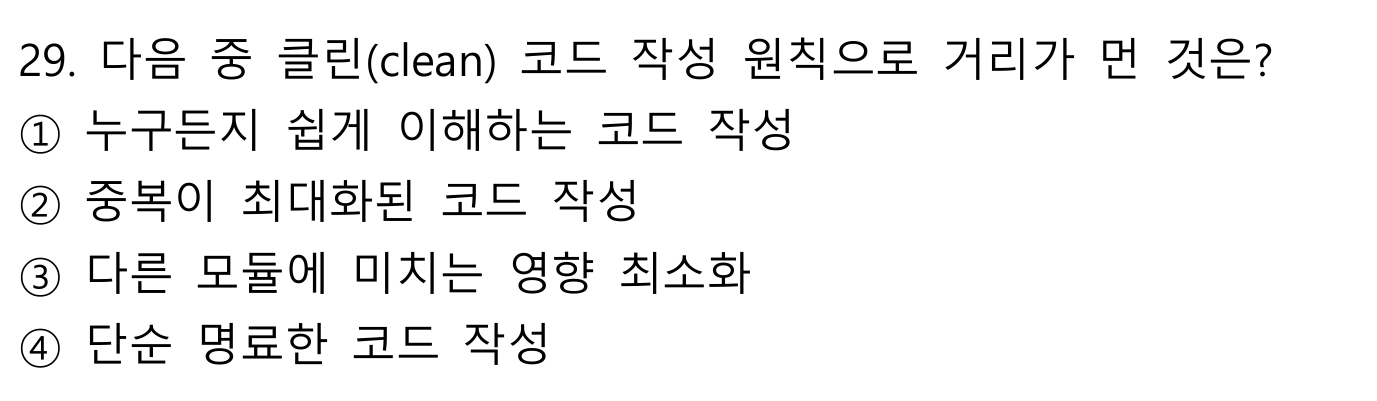 29. 다음 중 클린(clean) 코드 작성 원칙으로 거리가 먼 것은?
① 누구든지 쉽게 이해하는 코드 작성
② 중복이 최대화된 코드 작성
③ 다른 모듈에 미치는 영향 최소화
④ 단순 명료한 코드 작성